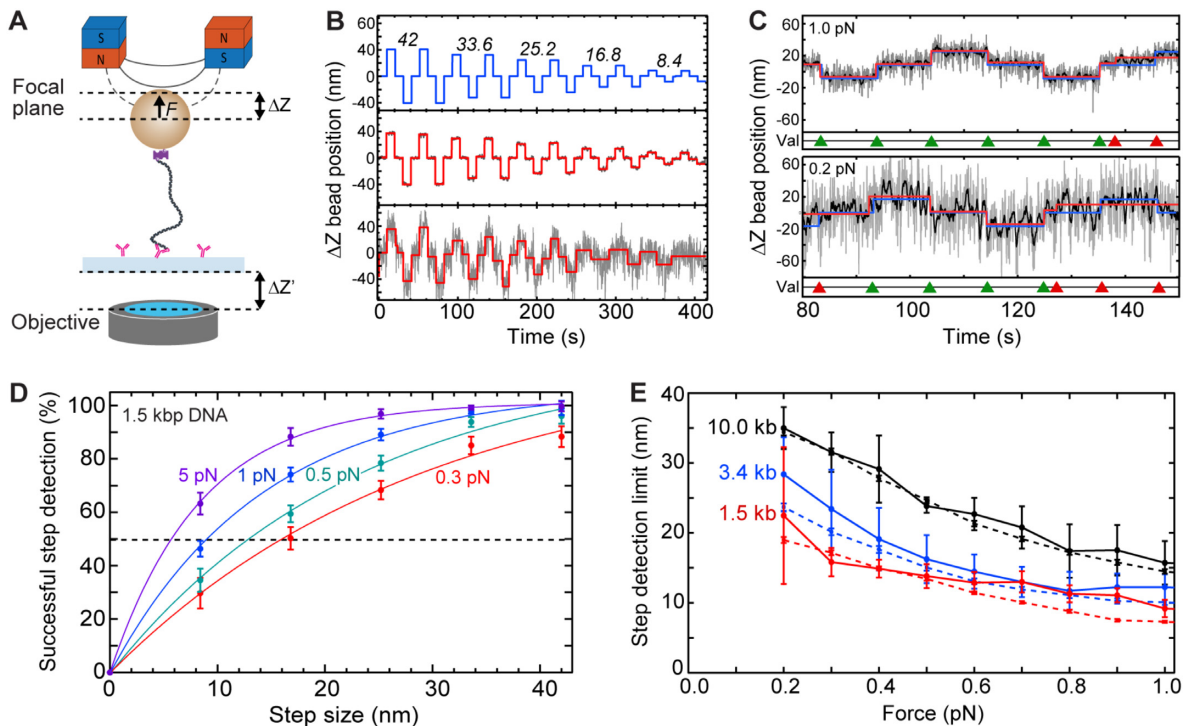 A
S
N
N
S
Focal
plane
F
ΔZ
ΔZ'
Objective
B
42
33.6
25.2
16.8
8.4
40
0
-40
40
0
-40
40
0
-40
ΔZ bead position (nm)
0 100 200 300 400
Time (s)
C
1.0 pN
60
20
-20
-60
Val
0.2 pN
60
20
-20
-60
Val
ΔZ bead position (nm)
80 100 120 140
Time (s)
D
1.5 kbp DNA
5 pN
1 pN
0.5 pN
0.3 pN
100
80
60
40
20
0
Successful step detection (%)
0 10 20 30 40
Step size (nm)
E
10.0 kb
3.4 kb
1.5 kb
40
30
20
10
0
Step detection limit (nm)
0.0 0.2 0.4 0.6 0.8 1.0
Force (pN)